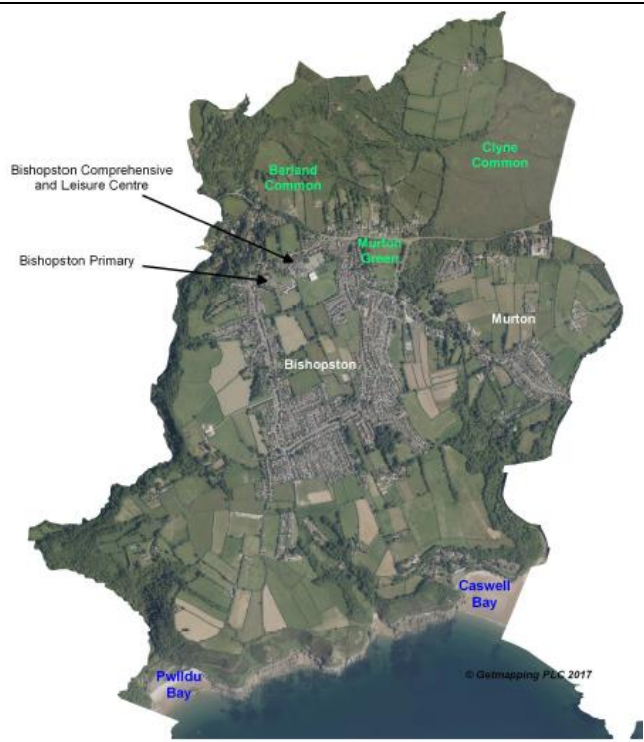 Clyne
Common
Barland
Common
Bishopston Comprehensive
and Leisure Centre
Murton
Green
Bishopston Primary
Murton
Bishopston
Caswell
Bay
© Getmapping PLC 2017
Pwlldu
Bay